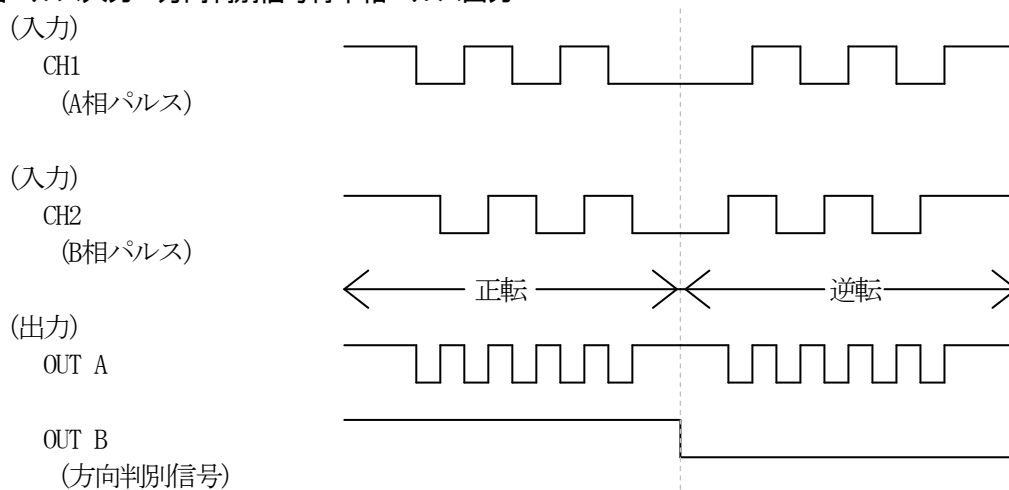 (入力)
CH1
(A相パルス)
(入力)
CH2
(B相パルス)
正転
逆転
(出力)
OUT A
OUT B
(方向判別信号)